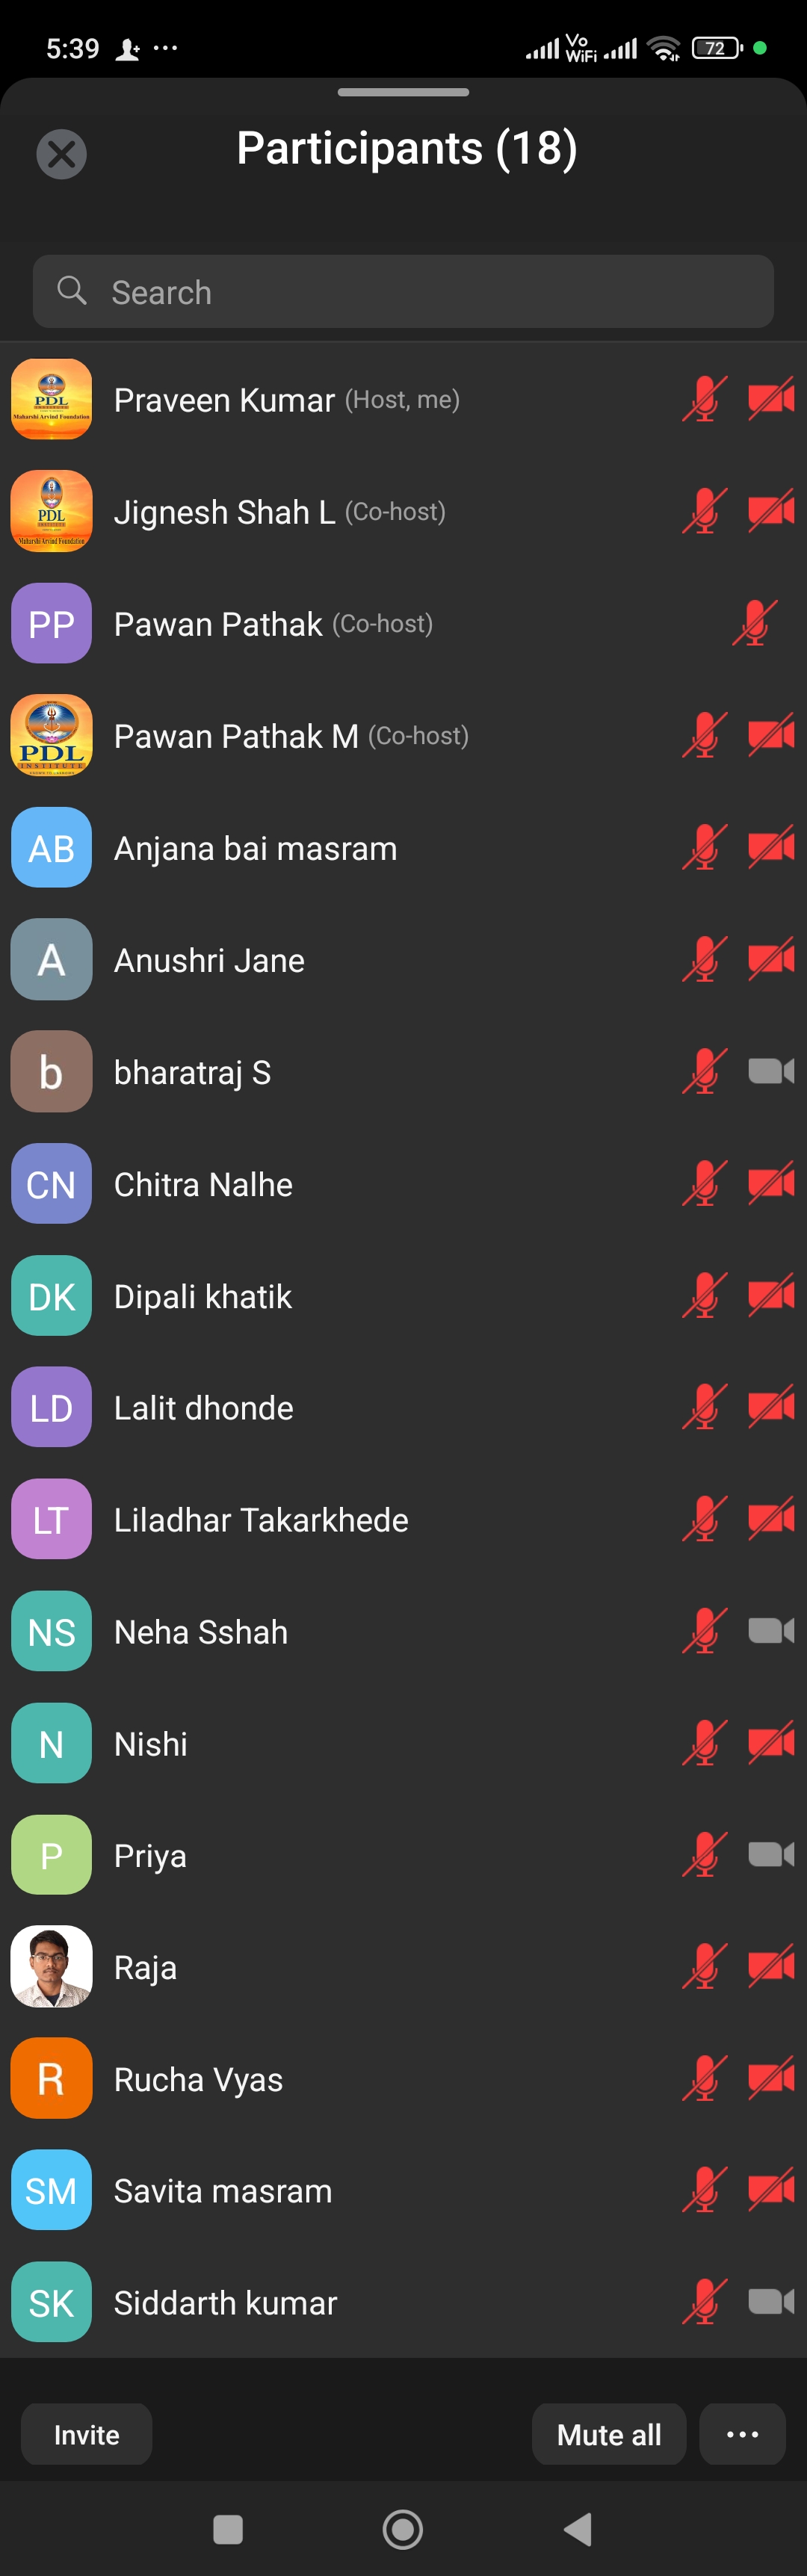 5:39
Vo
WiFi
72
Participants (18)
Search
PDL
Maharshi Arvind Foundation
Praveen Kumar (Host, me)
PDL
Maharshi Arvind Foundation
Jignesh Shah L (Co-host)
PP
Pawan Pathak (Co-host)
PDL
INSTITUTE
Pawan Pathak M (Co-host)
AB
Anjana bai masram
A
Anushri Jane
b
bharatraj S
CN
Chitra Nalhe
DK
Dipali khatik
LD
Lalit dhonde
LT
Liladhar Takarkhede
NS
Neha Sshah
N
Nishi
P
Priya
Raja
R
Rucha Vyas
SM
Savita masram
SK
Siddarth kumar
Invite
Mute all